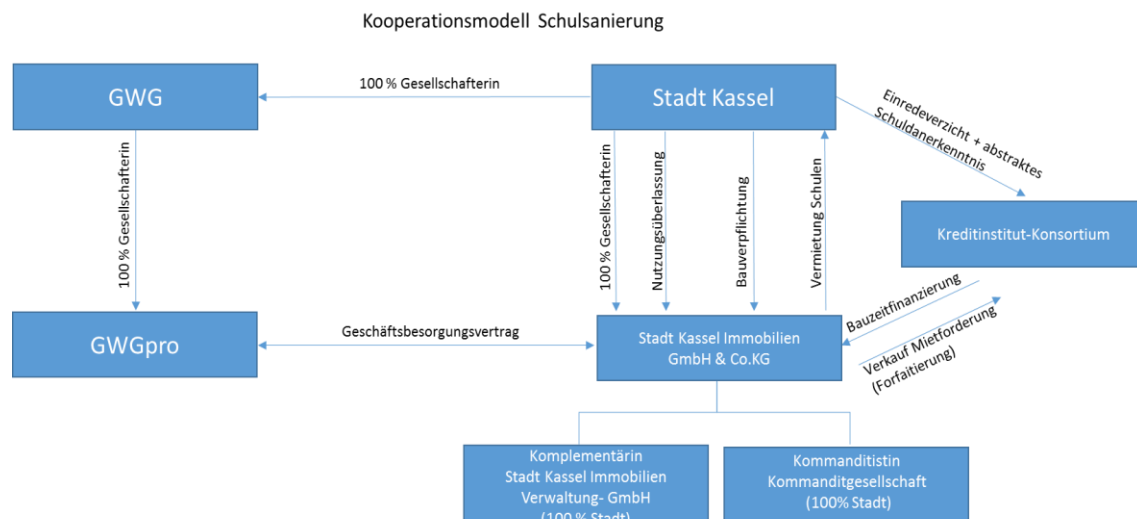 Kooperationsmodell Schulsanierung
GWG
100 % Gesellschafterin
Stadt Kassel
Einredeverzicht + abstraktes
Schuldanerkenntnis
100 % Gesellschafterin
100 % Gesellschafterin
Nutzungsüberlassung
Bauverpflichtung
Vermietung Schulen
Kreditinstitut-Konsortium
Bauzeitfinanzierung
Verkauf Mietforderung
(Forfaitierung)
GWGpro
Geschäftsbesorgungsvertrag
Stadt Kassel Immobilien
GmbH & Co.KG
Komplementärin
Stadt Kassel Immobilien
Verwaltung- GmbH
(100 % Stadt)
Kommanditistin
Kommanditgesellschaft
(100% Stadt)